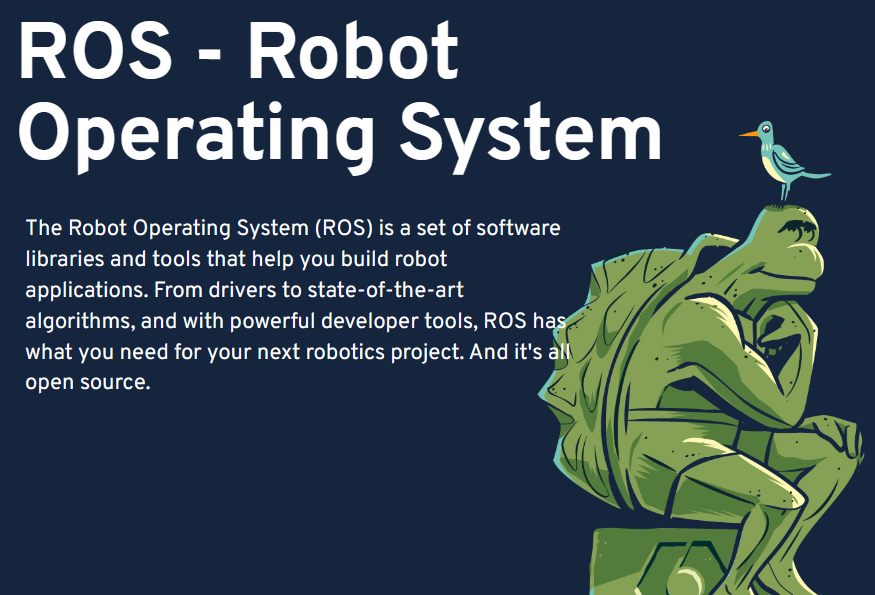 ROS - Robot
Operating System
The Robot Operating System (ROS) is a set of software
libraries and tools that help you build robot
applications. From drivers to state-of-the-art
algorithms, and with powerful developer tools, ROS has
what you need for your next robotics project. And it's all
open source.